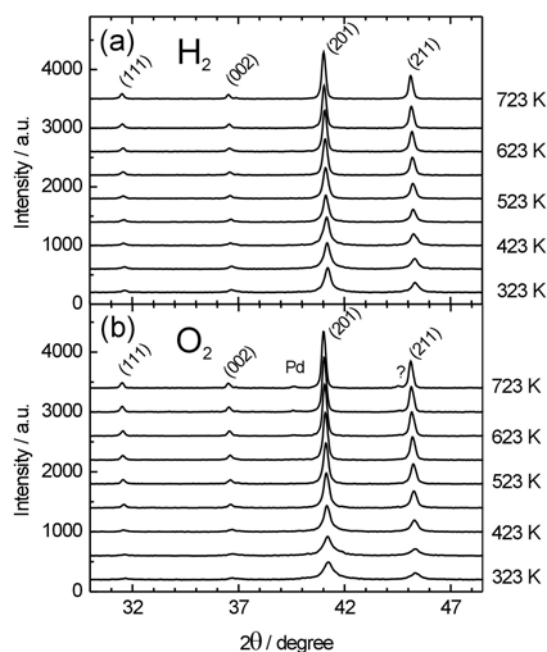 (a) H2
(111)
(002)
(201)
(211)
4000
3000
2000
1000
0
Intensity / a.u.
723 K
623 K
523 K
423 K
323 K
(b) O2
(111)
(002)
Pd
(201)
?
(211)
4000
3000
2000
1000
0
Intensity / a.u.
723 K
623 K
523 K
423 K
323 K
32 37 42 47
2θ / degree